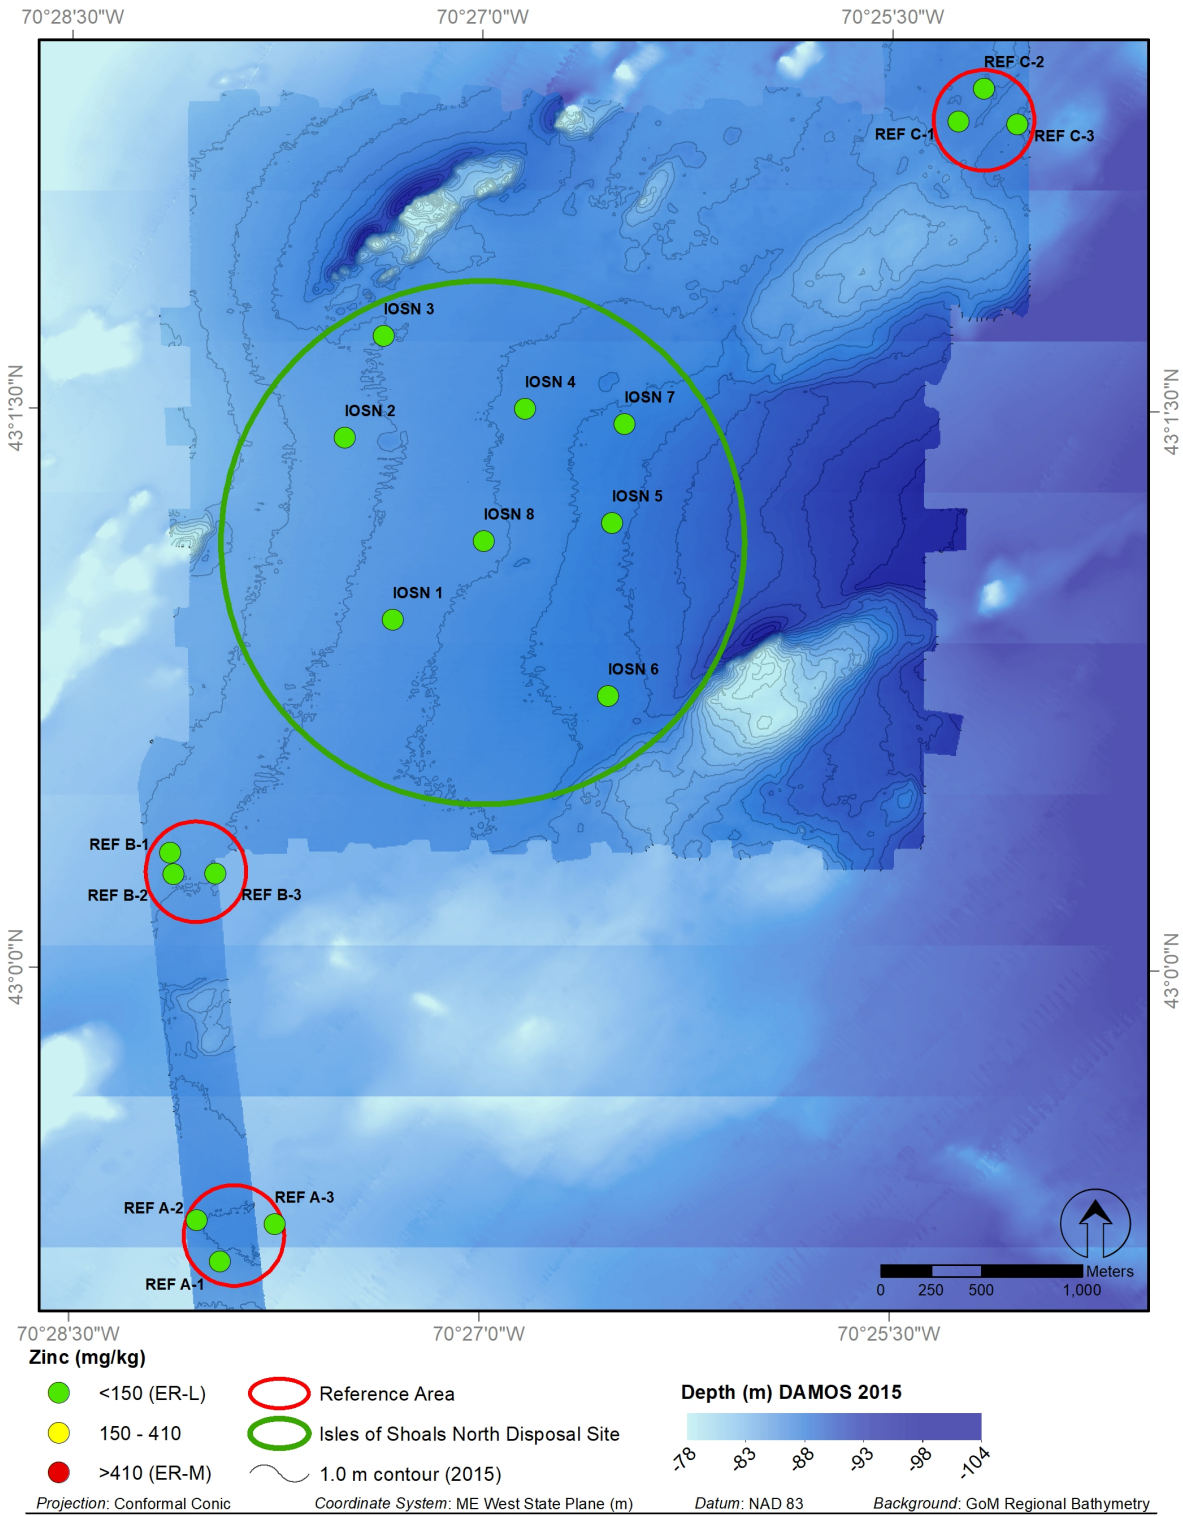 70°28'30"W 70°27'0"W 70°25'30"W
REF C-2
REF C-1 REF C-3
IOSN 3
43°1'30"N 43°1'30"N
IOSN 4
IOSN 7
IOSN 2
IOSN 5
IOSN 8
IOSN 1
IOSN 6
REF B-1
REF B-2 REF B-3
43°0'0"N 43°0'0"N
REF A-3
REF A-2
REF A-1
Meters
0 250 500 1,000
70°28'30"W 70°27'0"W 70°25'30"W
Zinc (mg/kg)
<150 (ER-L) Reference Area Depth (m) DAMOS 2015
150 - 410 Isles of Shoals North Disposal Site
-78 -83 -88 -93 -98 -104
>410 (ER-M) 1.0 m contour (2015)
Projection: Conformal Conic Coordinate System: ME West State Plane (m) Datum: NAD 83 Background: GoM Regional Bathymetry